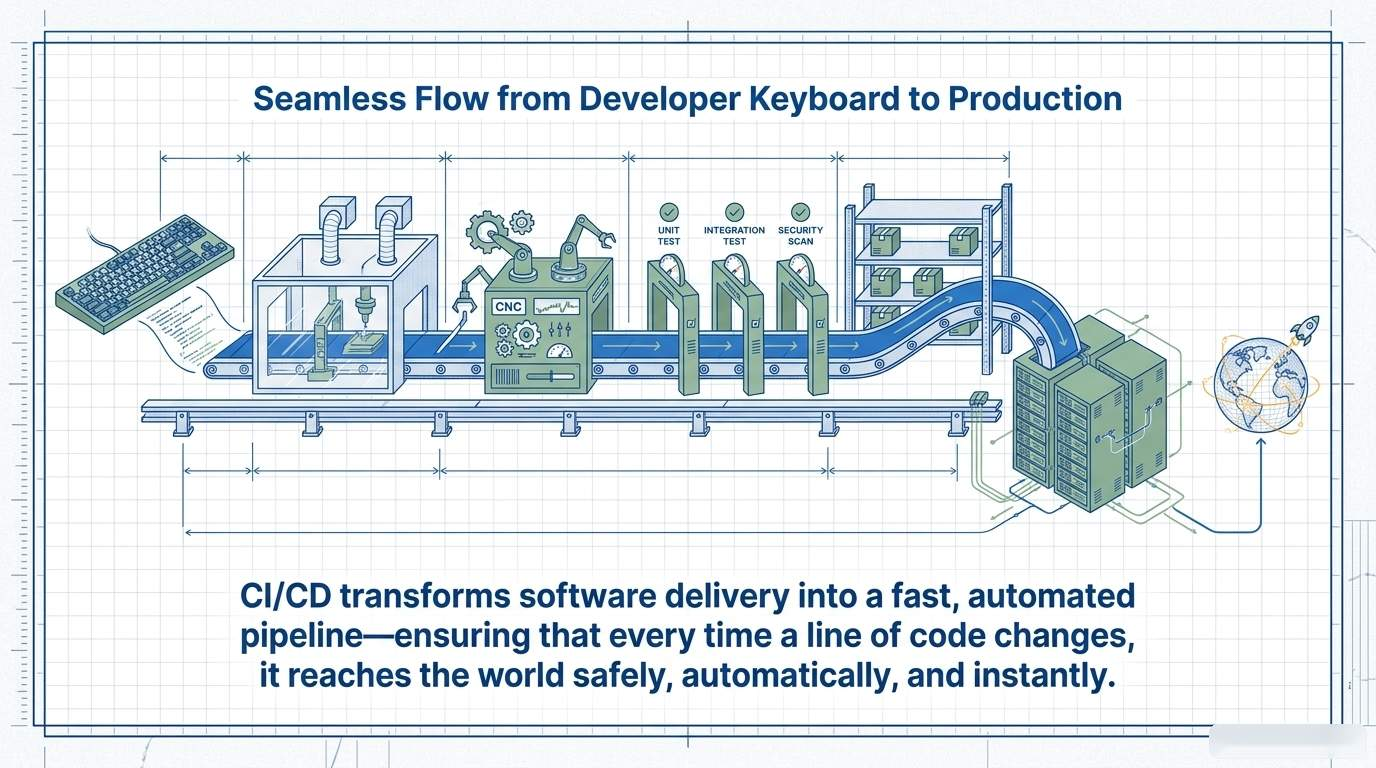 Seamless Flow from Developer Keyboard to Production
UNIT
TEST
INTEGRATION
TEST
SECURITY
SCAN
CNC
CI/CD transforms software delivery into a fast, automated
pipeline—ensuring that every time a line of code changes,
it reaches the world safely, automatically, and instantly.